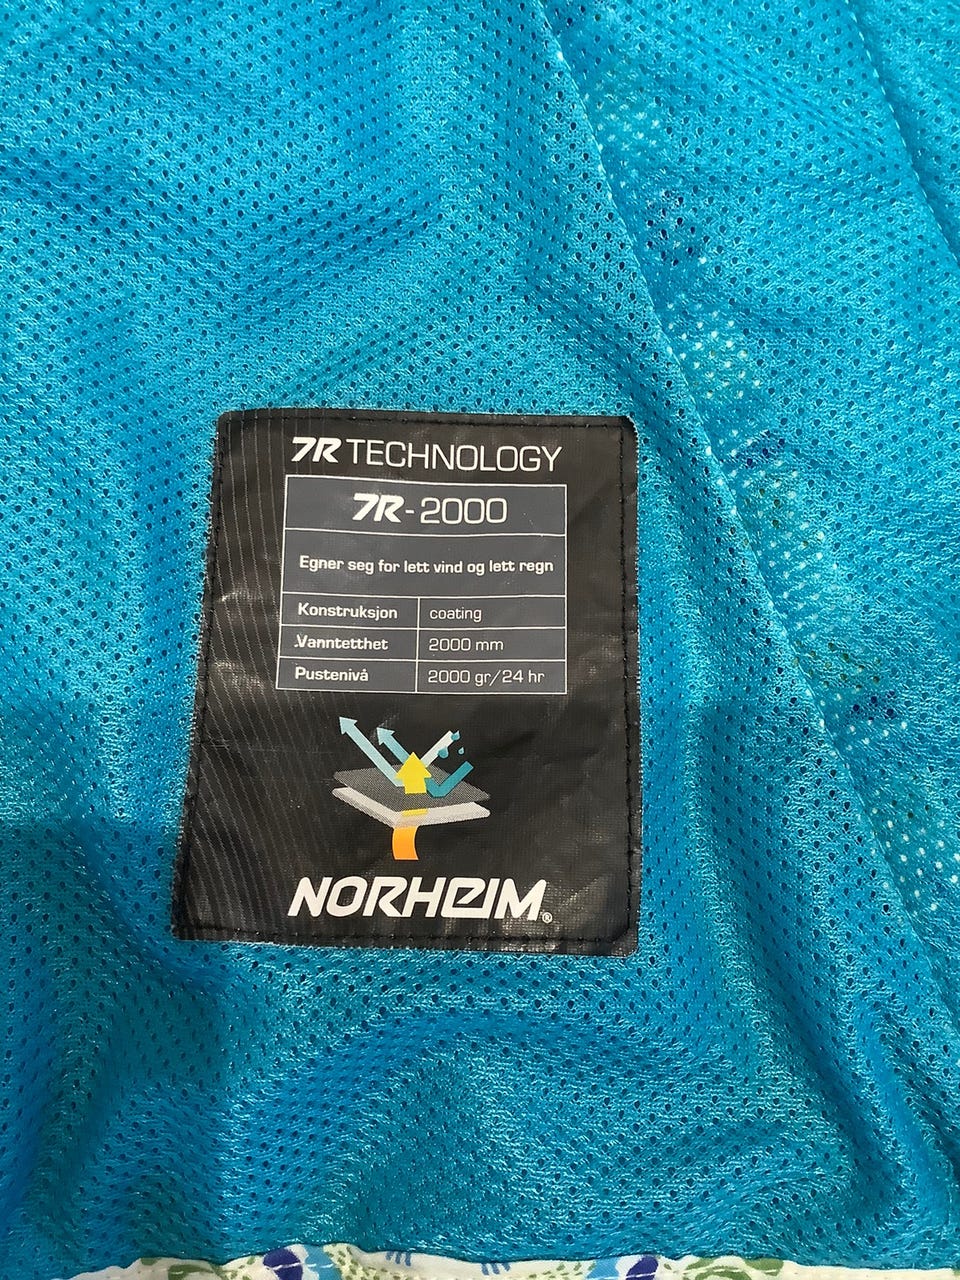 7R TECHNOLOGY
7R-2000
Egner seg for lett vind og lett regn
Konstruksjon coating
Vanntetthet 2000 mm
Pustenivå 2000 gr/24 hr
NORHEIM®